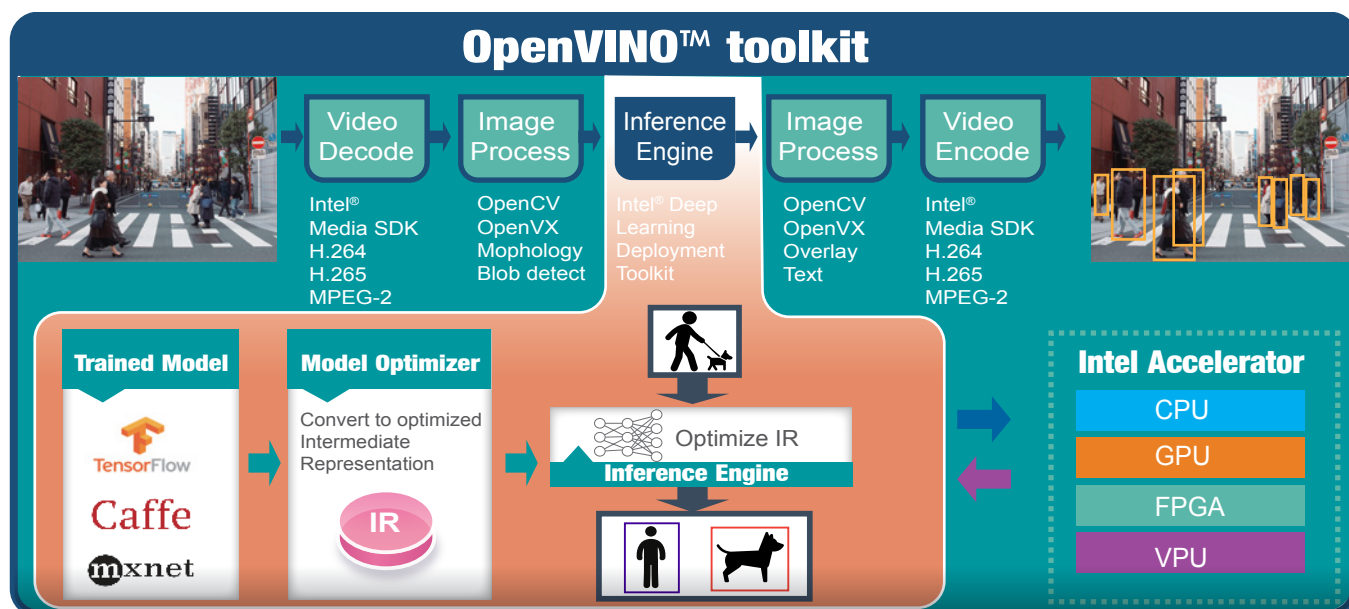 OpenVINO™ toolkit
Video
Decode
Image
Process
Inference
Engine
Image
Process
Video
Encode
Intel®
Media SDK
H.264
H.265
MPEG-2
OpenCV
OpenVX
Mophology
Blob detect
Intel® Deep
Learning
Deployment
Toolkit
OpenCV
OpenVX
Overlay
Text
Intel®
Media SDK
H.264
H.265
MPEG-2
Trained Model
TensorFlow
Caffe
mxnet
Model Optimizer
Convert to optimized
Intermediate
Representation
IR
Optimize IR
Inference Engine
Intel Accelerator
CPU
GPU
FPGA
VPU